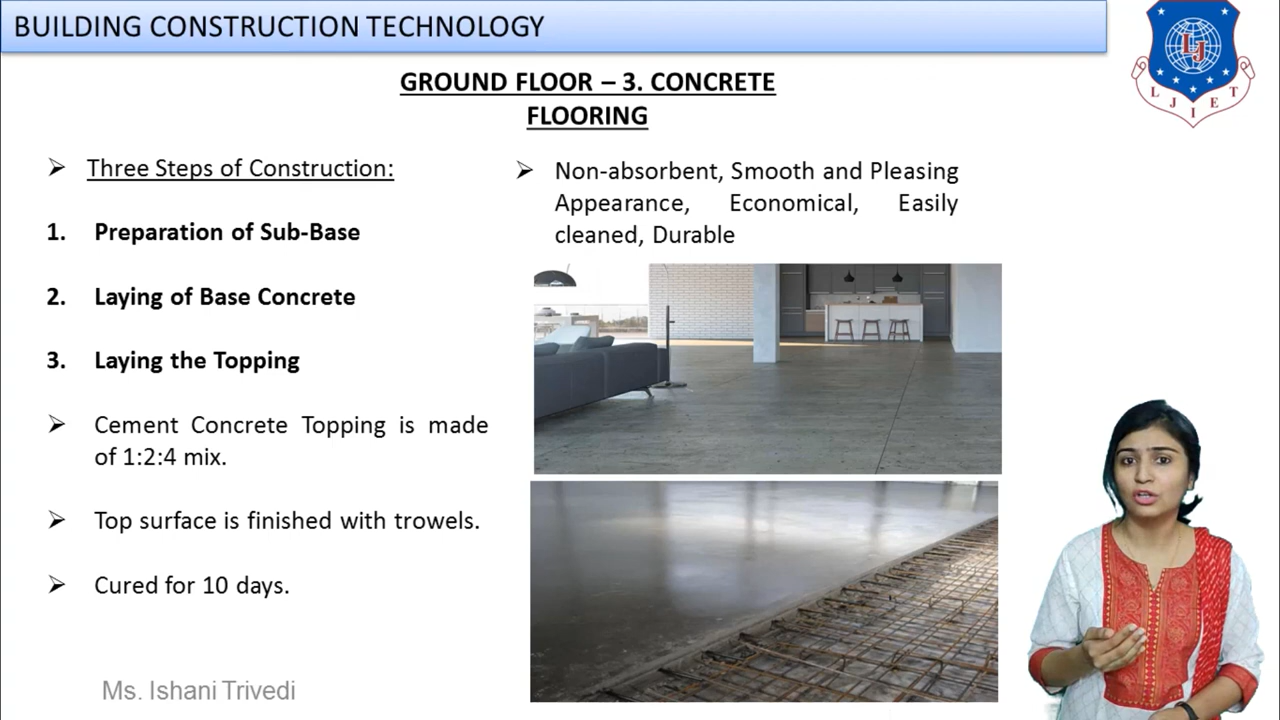 BUILDING CONSTRUCTION TECHNOLOGY
GROUND FLOOR – 3. CONCRETE
FLOORING
Three Steps of Construction:
1. Preparation of Sub-Base
2. Laying of Base Concrete
3. Laying the Topping
Cement Concrete Topping is made
of 1:2:4 mix.
Top surface is finished with trowels.
Cured for 10 days.
Non-absorbent, Smooth and Pleasing
Appearance, Economical, Easily
cleaned, Durable
LJ
L J I E T
Ms. Ishani Trivedi